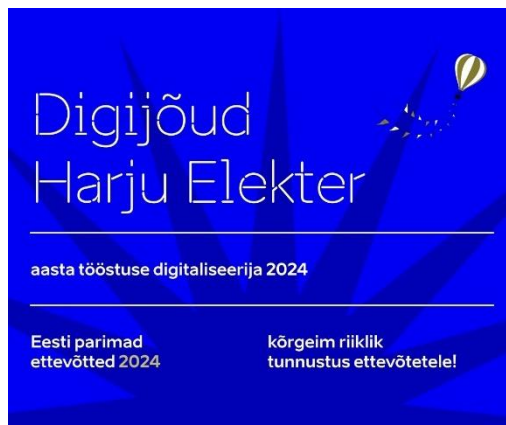 Digijõud
Harju Elekter
aasta tööstuse digitaliseerija 2024
Eesti parimad
ettevõtted 2024
kõrgeim riiklik
tunnustus ettevõtetele!